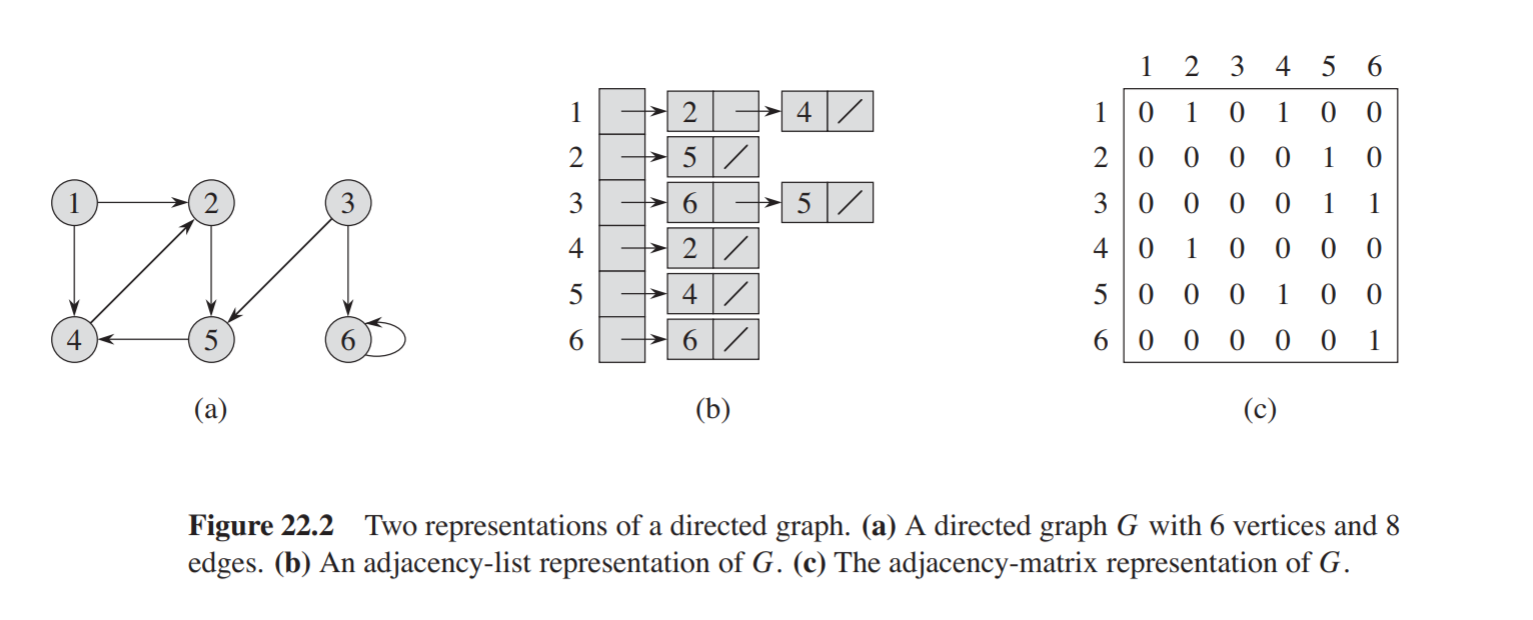 1 2 3
4 5 6
(a)
1 2 4
2 5
3 6 5
4 2
5 4
6 6
(b)
1 2 3 4 5 6
1 0 1 0 1 0 0
2 0 0 0 0 1 0
3 0 0 0 0 1 1
4 0 1 0 0 0 0
5 0 0 0 1 0 0
6 0 0 0 0 0 1
(c)
Figure 22.2 Two representations of a directed graph. (a) A directed graph G with 6 vertices and 8
edges. (b) An adjacency-list representation of G. (c) The adjacency-matrix representation of G.